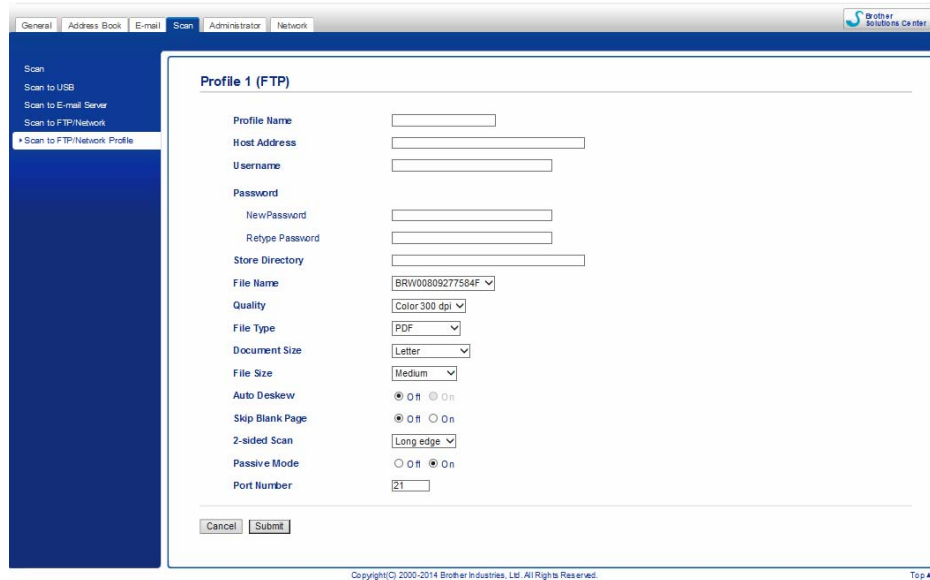 General Address Book E-mail Scan Administrator Network
Brother
Solutions Center
Scan
Scan to USB
Scan to E-mail Server
Scan to FTP/Network
Scan to FTP/Network Profile
Profile 1 (FTP)
Profile Name
Host Address
Username
Password
New Password
Retype Password
Store Directory
File Name BRW00809277584F
Quality Color 300 dpi
File Type PDF
Document Size Letter
File Size Medium
Auto Deskew Off On
Skip Blank Page Off On
2-sided Scan Long edge
Passive Mode Off On
Port Number 21
Cancel Submit
Copyright(C) 2000-2014 Brother Industries, Ltd. All Rights Reserved.
Top▲